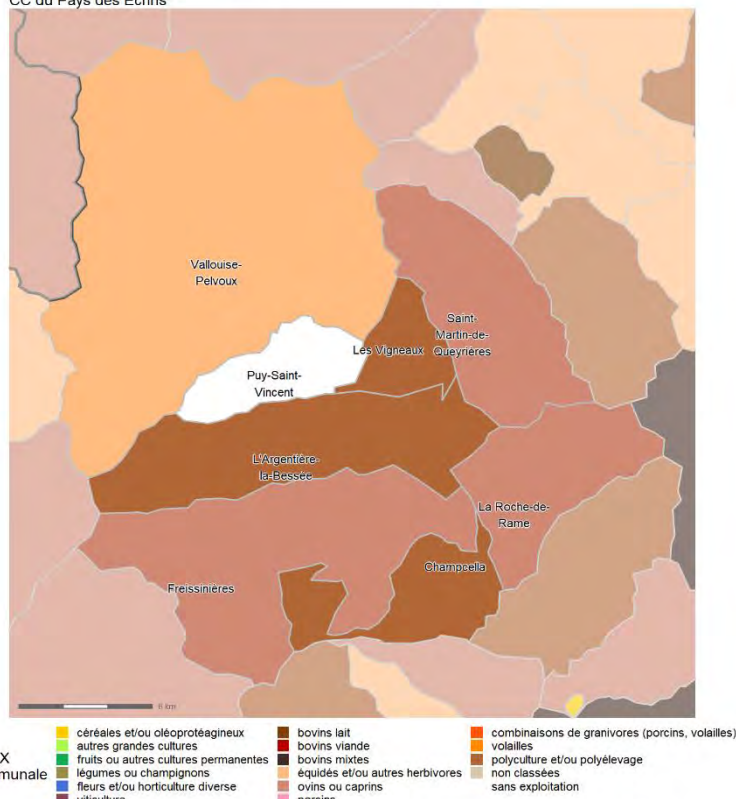 CC du Pays des Ecrins
Vallouise-
Pelvoux
Saint-
Martin-de-
Queyrières
Les Vigneaux
Puy-Saint-
Vincent
L'Argentière-
la-Bessée
La Roche-de-
Rame
Champcella
Freissinières
6 km
céréales et/ou oléoprotéagineux
autres grandes cultures
fruits ou autres cultures permanentes
légumes ou champignons
fleurs et/ou horticulture diverse
viticulture
bovins lait
bovins viande
bovins mixtes
équidés et/ou autres herbivores
ovins ou caprins
porcins
combinaisons de granivores (porcins, volailles)
volailles
polyculture et/ou polyélevage
non classées
sans exploitation